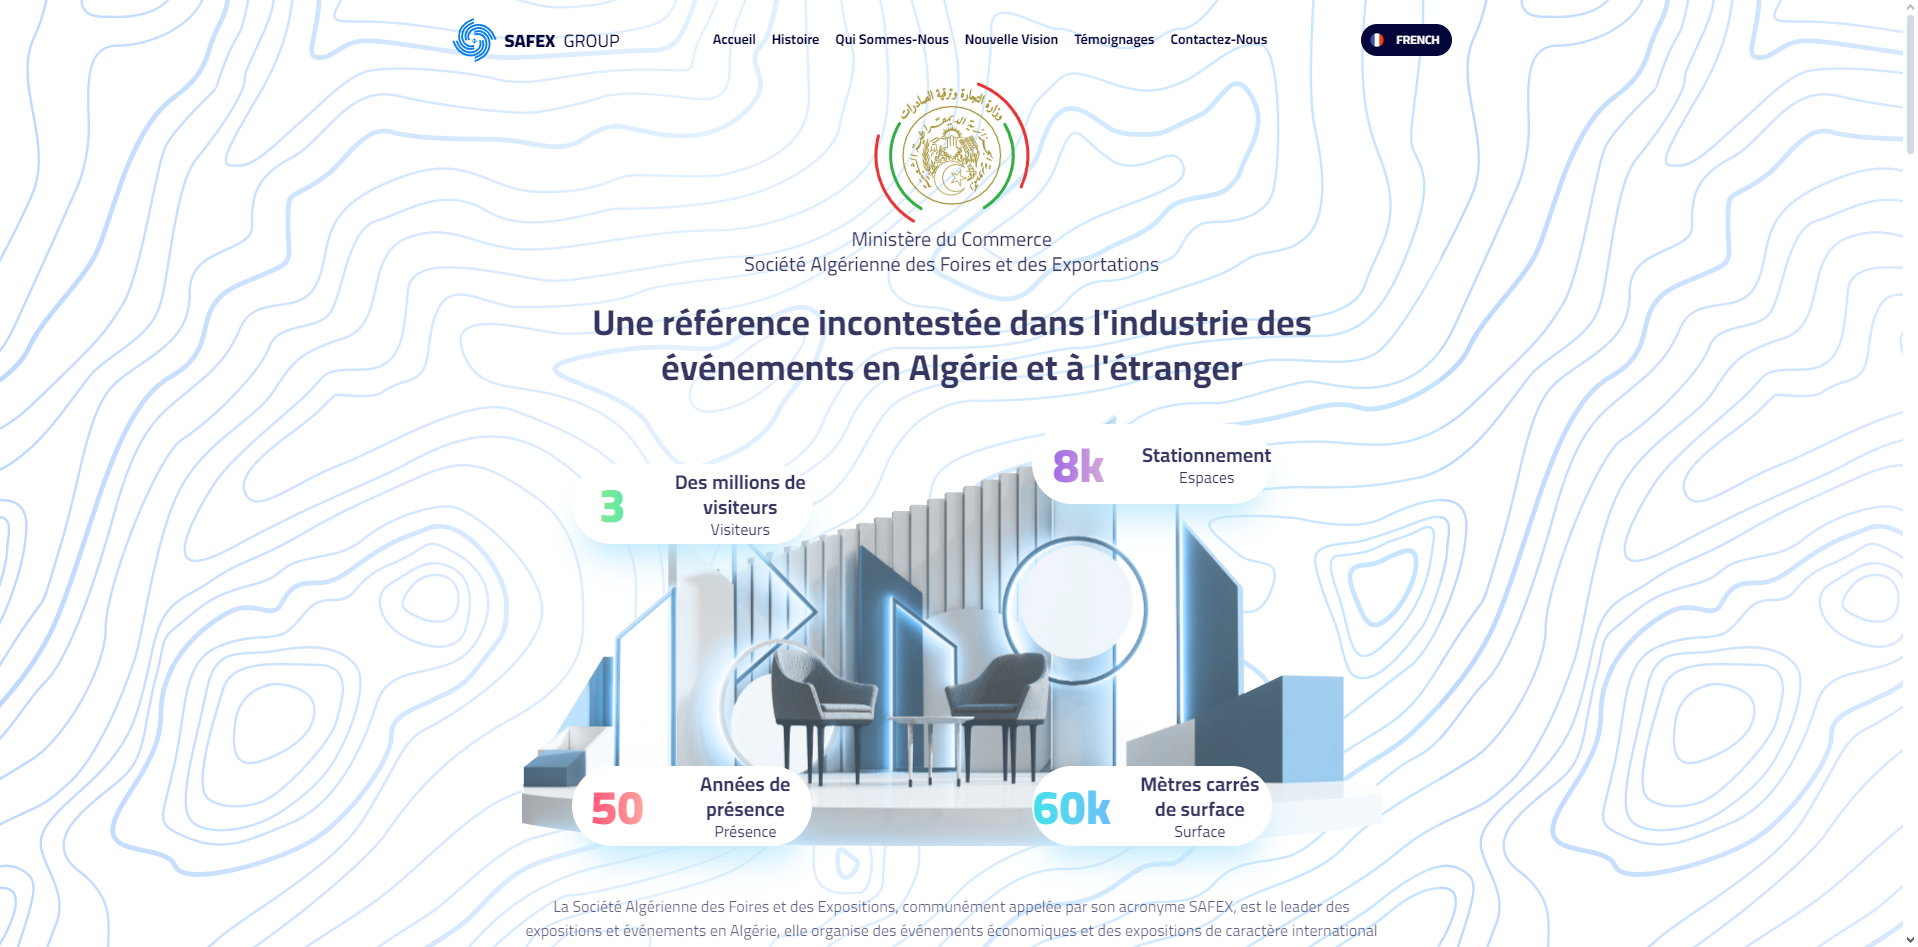 SAFEX GROUP
Accueil Histoire Qui Sommes-Nous Nouvelle Vision Témoignages Contactez-Nous
FRENCH
وزارة التجارة وترقية الصادرات
Ministère du Commerce
Société Algérienne des Foires et des Exportations
Une référence incontestée dans l'industrie des
événements en Algérie et à l'étranger
3
Des millions de
visiteurs
Visiteurs
8k
Stationnement
Espaces
50
Années de
présence
Présence
60k
Mètres carrés
de surface
Surface
La Société Algérienne des Foires et des Expositions, communément appelée par son acronyme SAFEX, est le leader des
expositions et événements en Algérie, elle organise des événements économiques et des expositions de caractère international